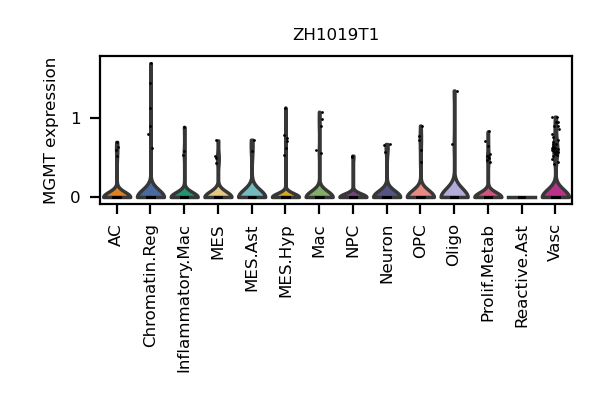 ZH1019T1
MGMT expression
1
0
AC
Chromatin.Reg
Inflammatory.Mac
MES
MES.Ast
MES.Hyp
Mac
NPC
Neuron
OPC
Oligo
Prolif.Metab
Reactive.Ast
Vasc